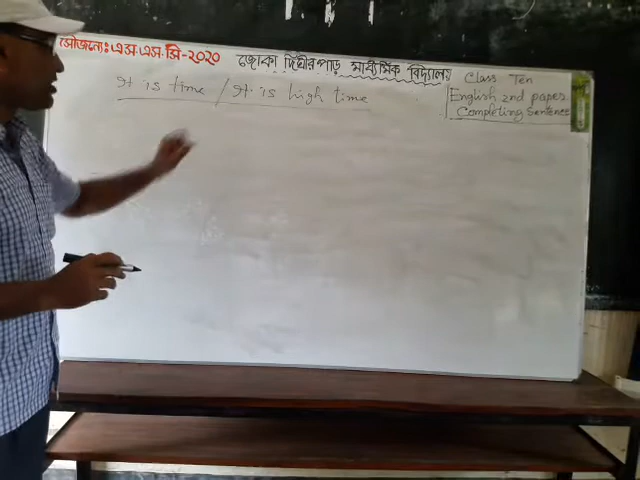 সৌজন্যে: এস.এস.সি-২০২০
জোকা দিঘীরপাড় মাধ্যমিক বিদ্যালয়
Class Ten
English 2nd paper
Completing Sentence
It is time / It is high time